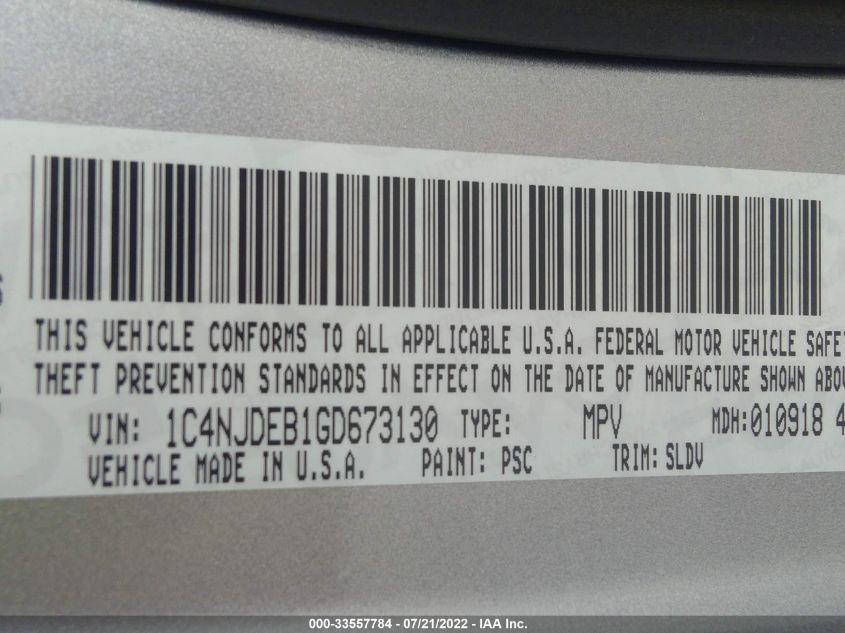 THIS VEHICLE CONFORMS TO ALL APPLICABLE U.S.A. FEDERAL MOTOR VEHICLE SAFE
THEFT PREVENTION STANDARDS IN EFFECT ON THE DATE OF MANUFACTURE SHOWN ABO
VIN: 1C4NJDEB1GD673130 TYPE: MPV MDH:010918 4
VEHICLE MADE IN U.S.A. PAINT: PSC TRIM: SLDV
000-33557784 - 07/21/2022 - IAA Inc.